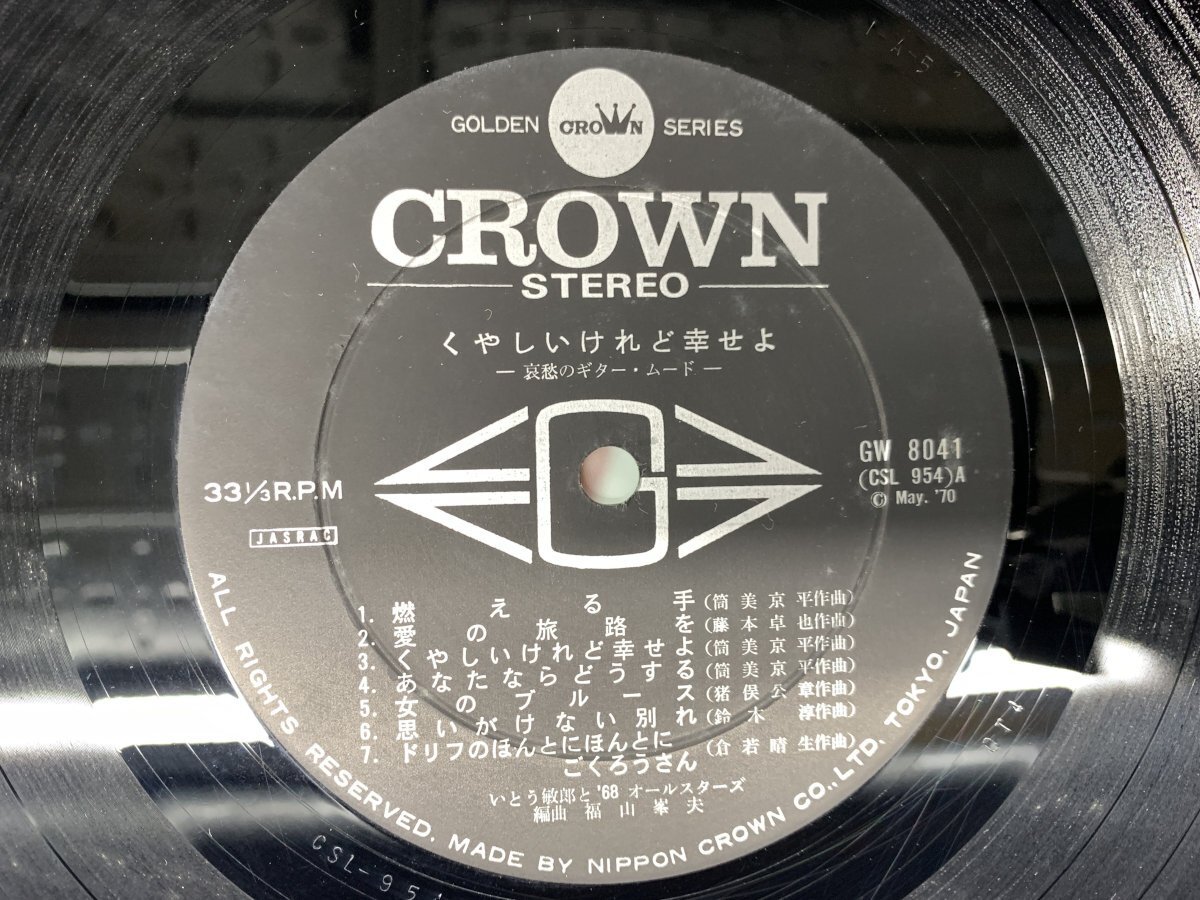 GOLDEN CROWN SERIES
CROWN
STEREO
くやしいけれど幸せよ
— 哀愁のギター・ムード —
G
33⅓R.P.M
JASRAC
GW 8041
(CSL 954)A
© May. '70
1. 燃える手(筒美京平作曲)
2. 愛の旅路を(藤本卓也作曲)
3. くやしいけれど幸せよ(筒美京平作曲)
4. あなたならどうする(筒美京平作曲)
5. 女のブルース(猪俣公章作曲)
6. 思いがけない別れ(鈴木淳作曲)
7. ドリフのほんとにほんとに
ごくろうさん(倉若晴生作曲)
いとう敏郎と'68 オールスターズ
編曲 福山峯夫
ALL RIGHTS RESERVED. MADE BY NIPPON CROWN CO.,LTD. TOKYO, JAPAN
CSL-954